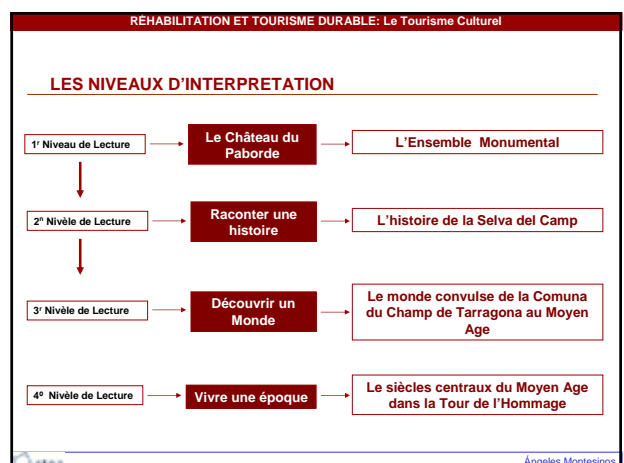 RÉHABILITATION ET TOURISME DURABLE: Le Tourisme Culturel
LES NIVEAUX D'INTERPRETATION
1ʳ Niveau de Lecture
Le Château du
Paborde
L'Ensemble Monumental
2ⁿ Nivèle de Lecture
Raconter une
histoire
L'histoire de la Selva del Camp
3ʳ Nivèle de Lecture
Découvrir un
Monde
Le monde convulse de la Comuna
du Champ de Tarragona au Moyen
Age
4º Nivèle de Lecture
Vivre une époque
Le siècles centraux du Moyen Age
dans la Tour de l'Hommage
Ángeles Montesinos